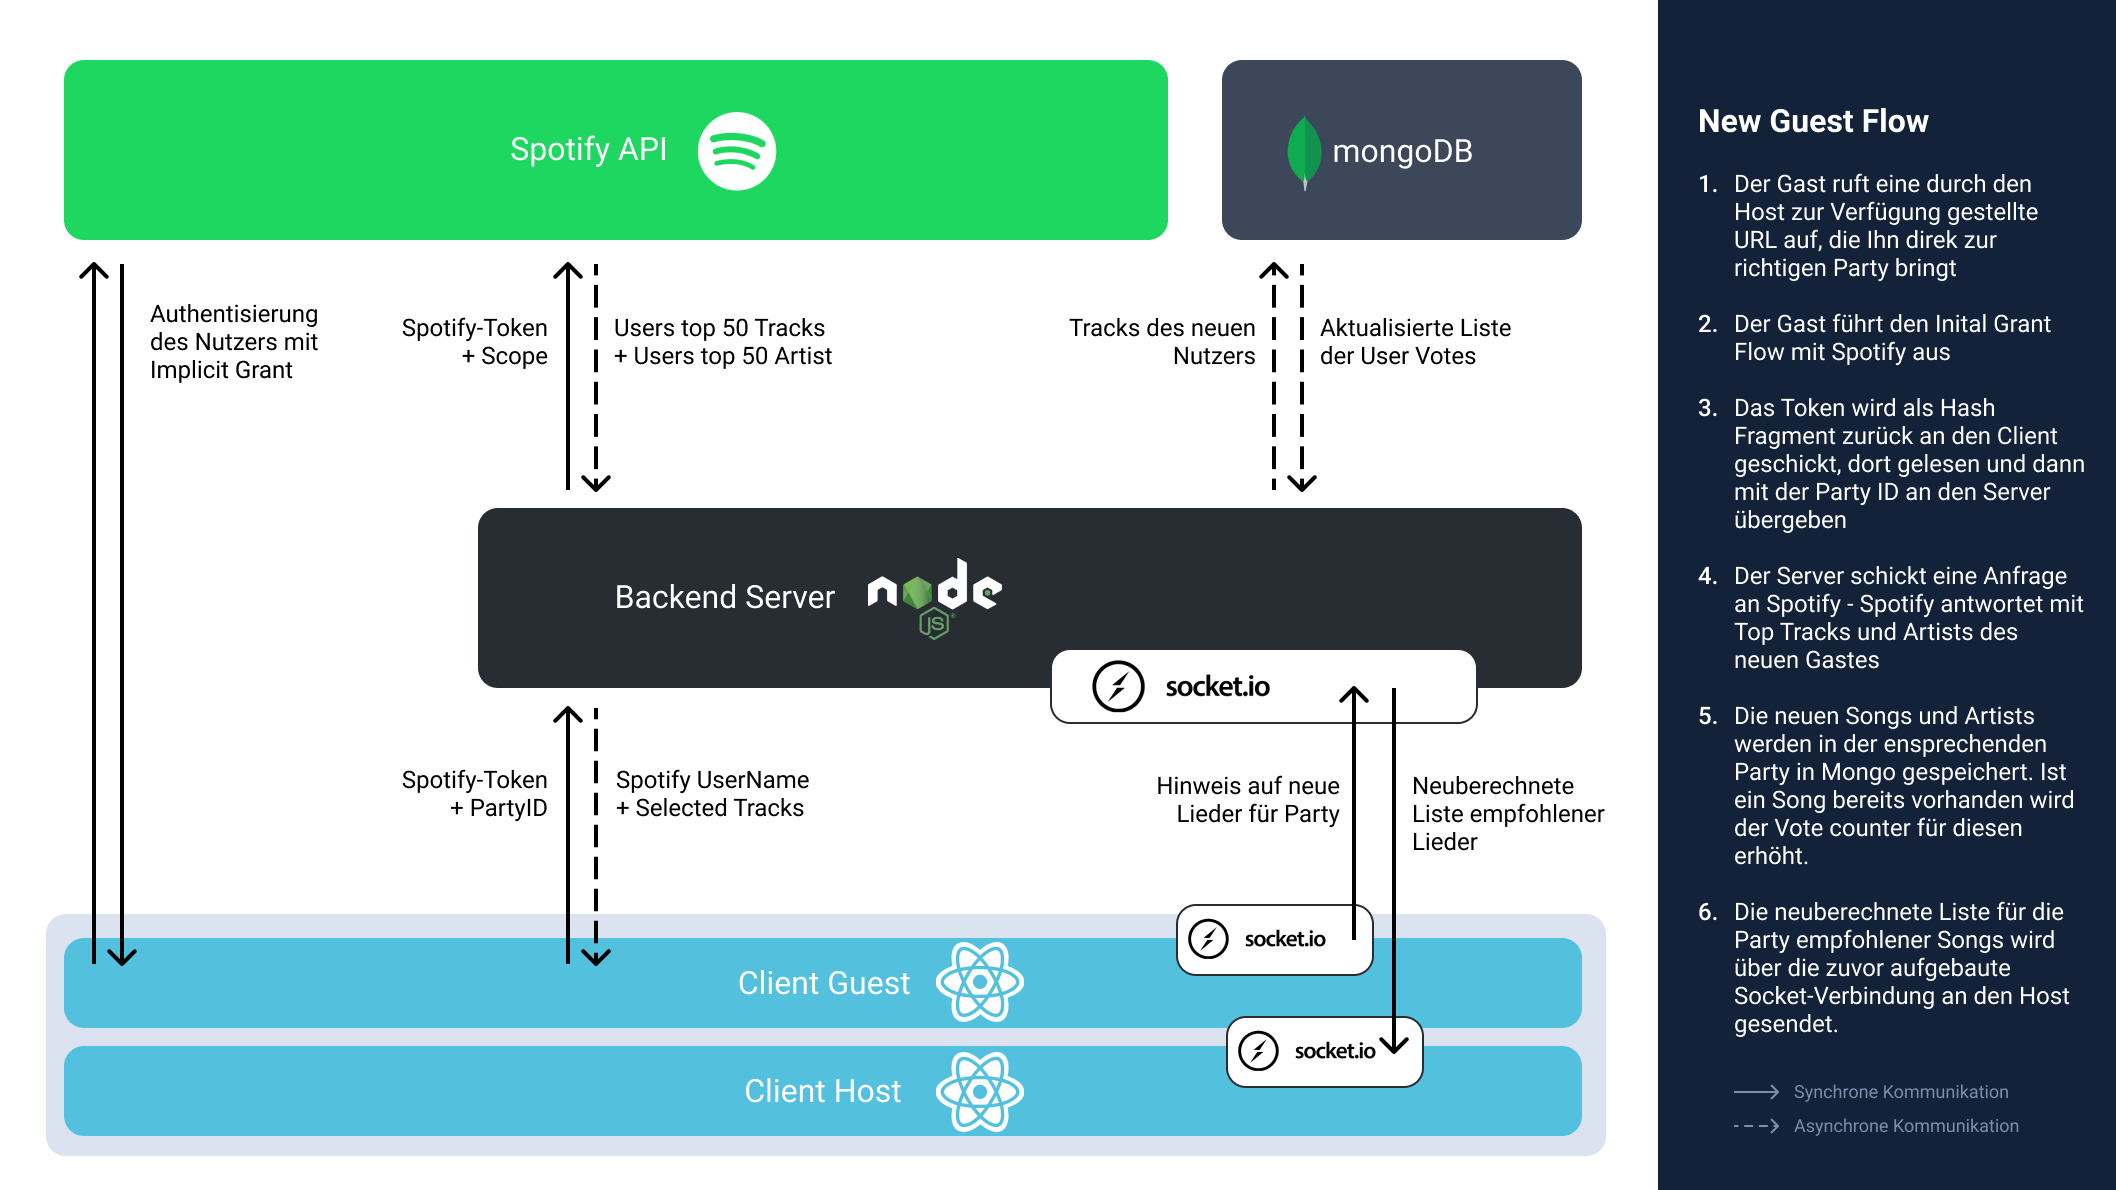 Spotify API
mongoDB
Authentisierung
des Nutzers mit
Implicit Grant
Spotify-Token
+ Scope
Users top 50 Tracks
+ Users top 50 Artist
Tracks des neuen
Nutzers
Aktualisierte Liste
der User Votes
Backend Server
node
JS
socket.io
Spotify-Token
+ PartyID
Spotify UserName
+ Selected Tracks
Hinweis auf neue
Lieder für Party
Neuberechnete
Liste empfohlener
Lieder
socket.io
Client Guest
socket.io
Client Host
New Guest Flow
1. Der Gast ruft eine durch den
Host zur Verfügung gestellte
URL auf, die Ihn direk zur
richtigen Party bringt
2. Der Gast führt den Inital Grant
Flow mit Spotify aus
3. Das Token wird als Hash
Fragment zurück an den Client
geschickt, dort gelesen und dann
mit der Party ID an den Server
übergeben
4. Der Server schickt eine Anfrage
an Spotify - Spotify antwortet mit
Top Tracks und Artists des
neuen Gastes
5. Die neuen Songs und Artists
werden in der ensprechenden
Party in Mongo gespeichert. Ist
ein Song bereits vorhanden wird
der Vote counter für diesen
erhöht.
6. Die neuberechnete Liste für die
Party empfohlener Songs wird
über die zuvor aufgebaute
Socket-Verbindung an den Host
gesendet.
Synchrone Kommunikation
Asynchrone Kommunikation